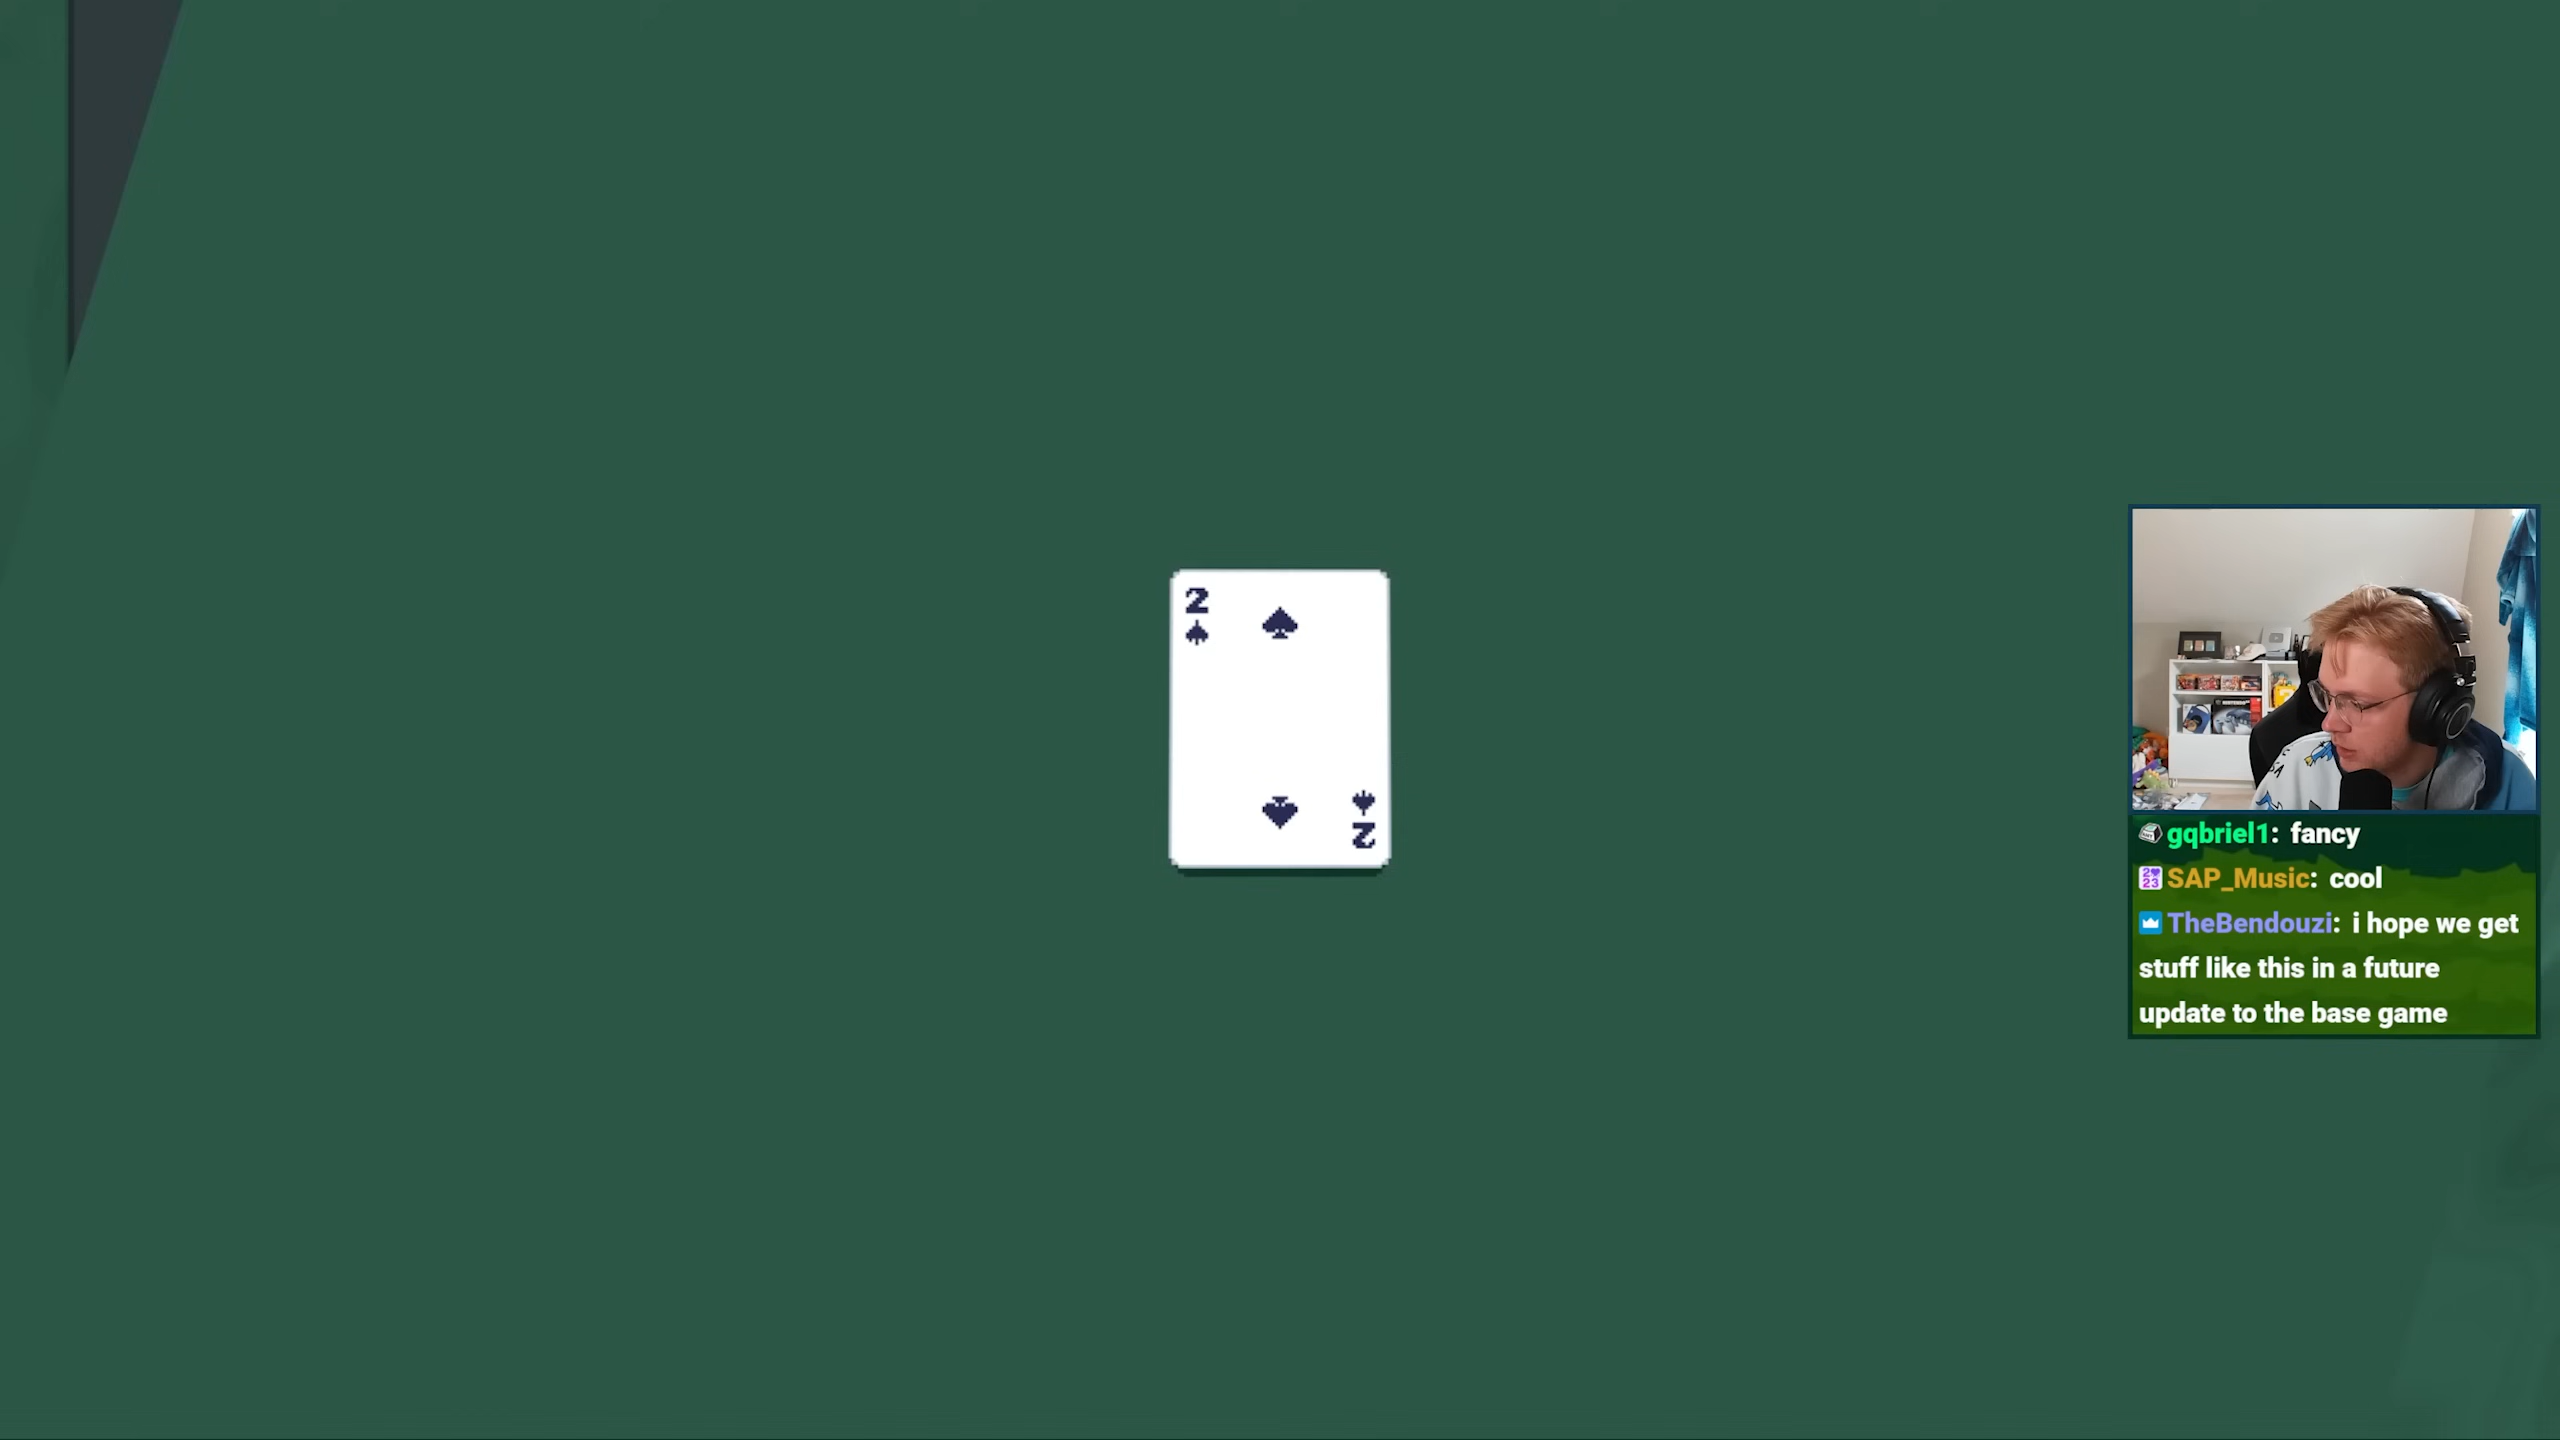 2
2
gqbriel1: fancy
SAP_Music: cool
TheBendouzi: i hope we get
stuff like this in a future
update to the base game